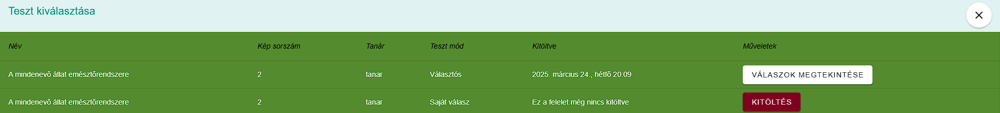 Teszt kiválasztása
Név Kép sorszám Tanár Teszt mód Kitöltve Műveletek
A mindenevő állat emésztőrendszere 2 tanar Választós 2025. március 24., hétfő 20:09 VÁLASZOK MEGTEKINTÉSE
A mindenevő állat emésztőrendszere 2 tanar Saját válasz Ez a felelet még nincs kitöltve KITÖLTÉS